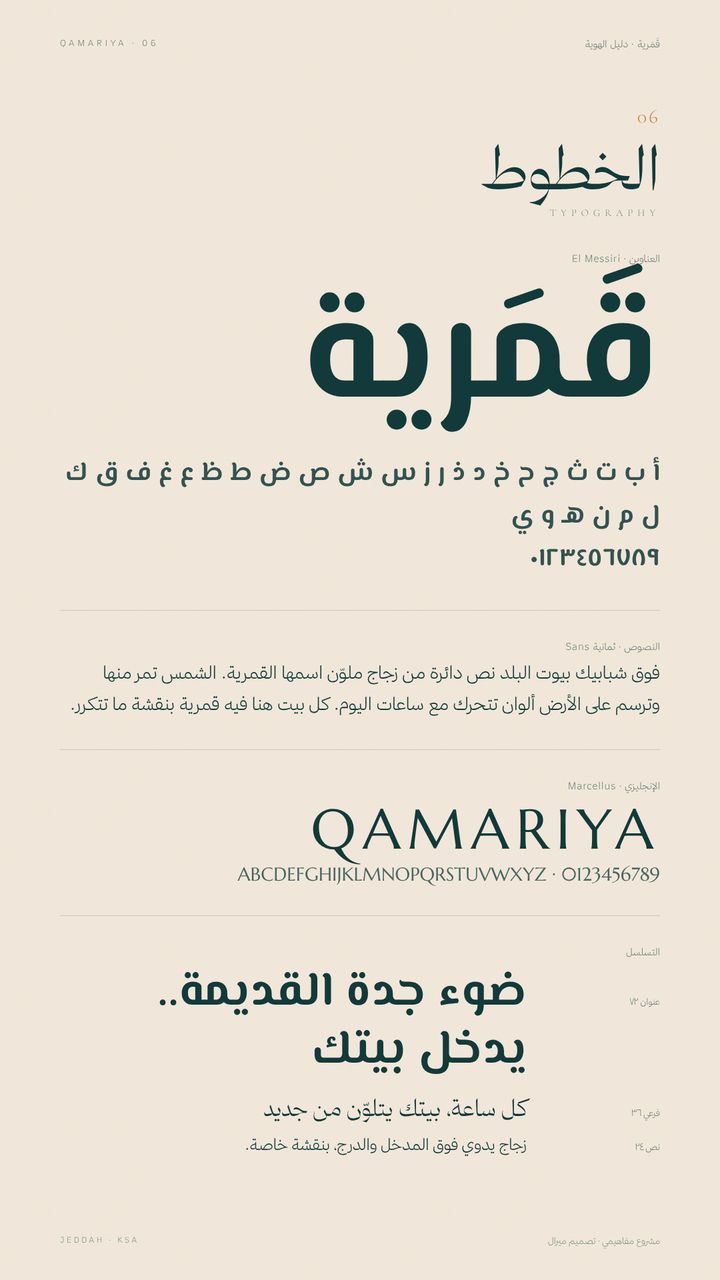 قَمَرية · دليل الهوية
QAMARIYA · 06
06
الخطوط
TYPOGRAPHY
العناوين · El Messiri
قَمَرية
أ ب ت ث ج ح خ د ذ ر ز س ش ص ض ط ظ ع غ ف ق ك
ل م ن هـ و ي
٠١٢٣٤٥٦٧٨٩
النصوص · ثمانية Sans
فوق شبابيك بيوت البلد نص دائرة من زجاج ملوّن اسمها القمرية. الشمس تمر منها
وترسم على الأرض ألوان تتحرك مع ساعات اليوم. كل بيت هنا فيه قمرية بنقشة ما تتكرر.
الإنجليزي · Marcellus
QAMARIYA
ABCDEFGHIJKLMNOPQRSTUVWXYZ · 0123456789
التسلسل
عنوان ٧٢
ضوء جدة القديمة..
يدخل بيتك
فرعي ٣٦
كل ساعة، بيتك يتلوّن من جديد
نص ٢٤
زجاج يدوي فوق المدخل والدرج، بنقشة خاصة.
مشروع مفاهيمي · تصميم ميرال
JEDDAH · KSA